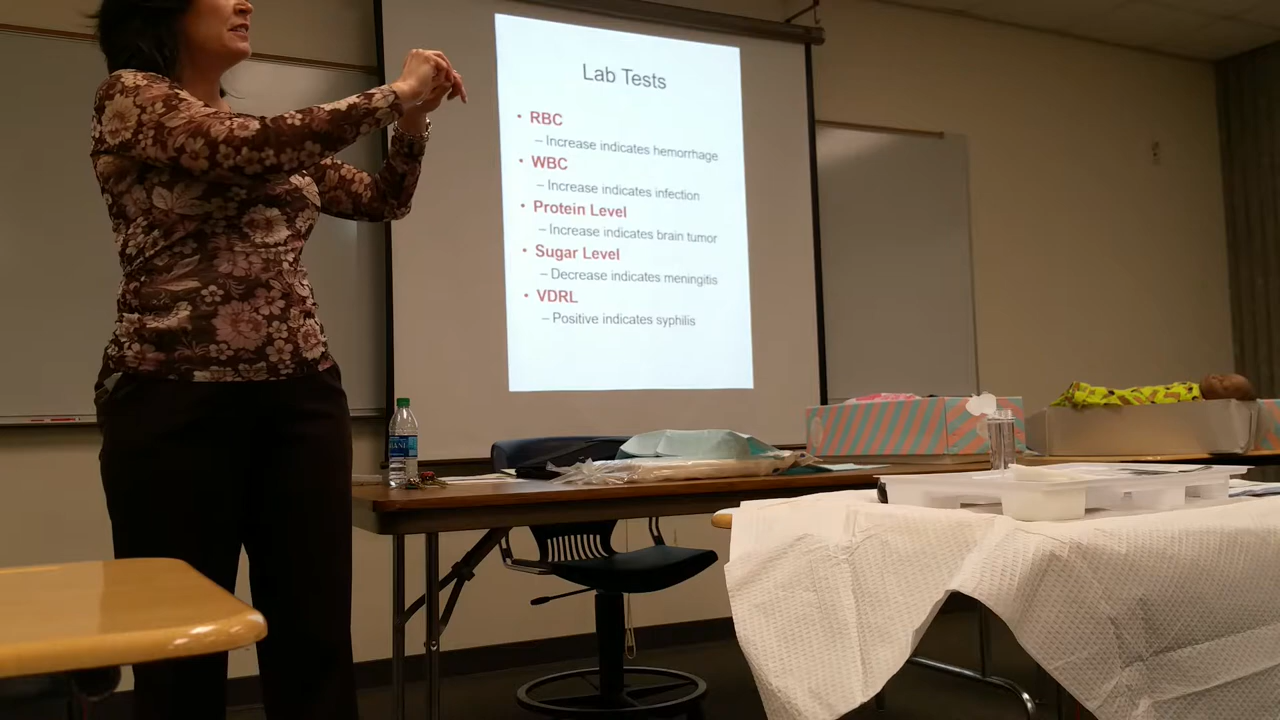 Lab Tests
• RBC
– Increase indicates hemorrhage
• WBC
– Increase indicates infection
• Protein Level
– Increase indicates brain tumor
• Sugar Level
– Decrease indicates meningitis
• VDRL
– Positive indicates syphilis